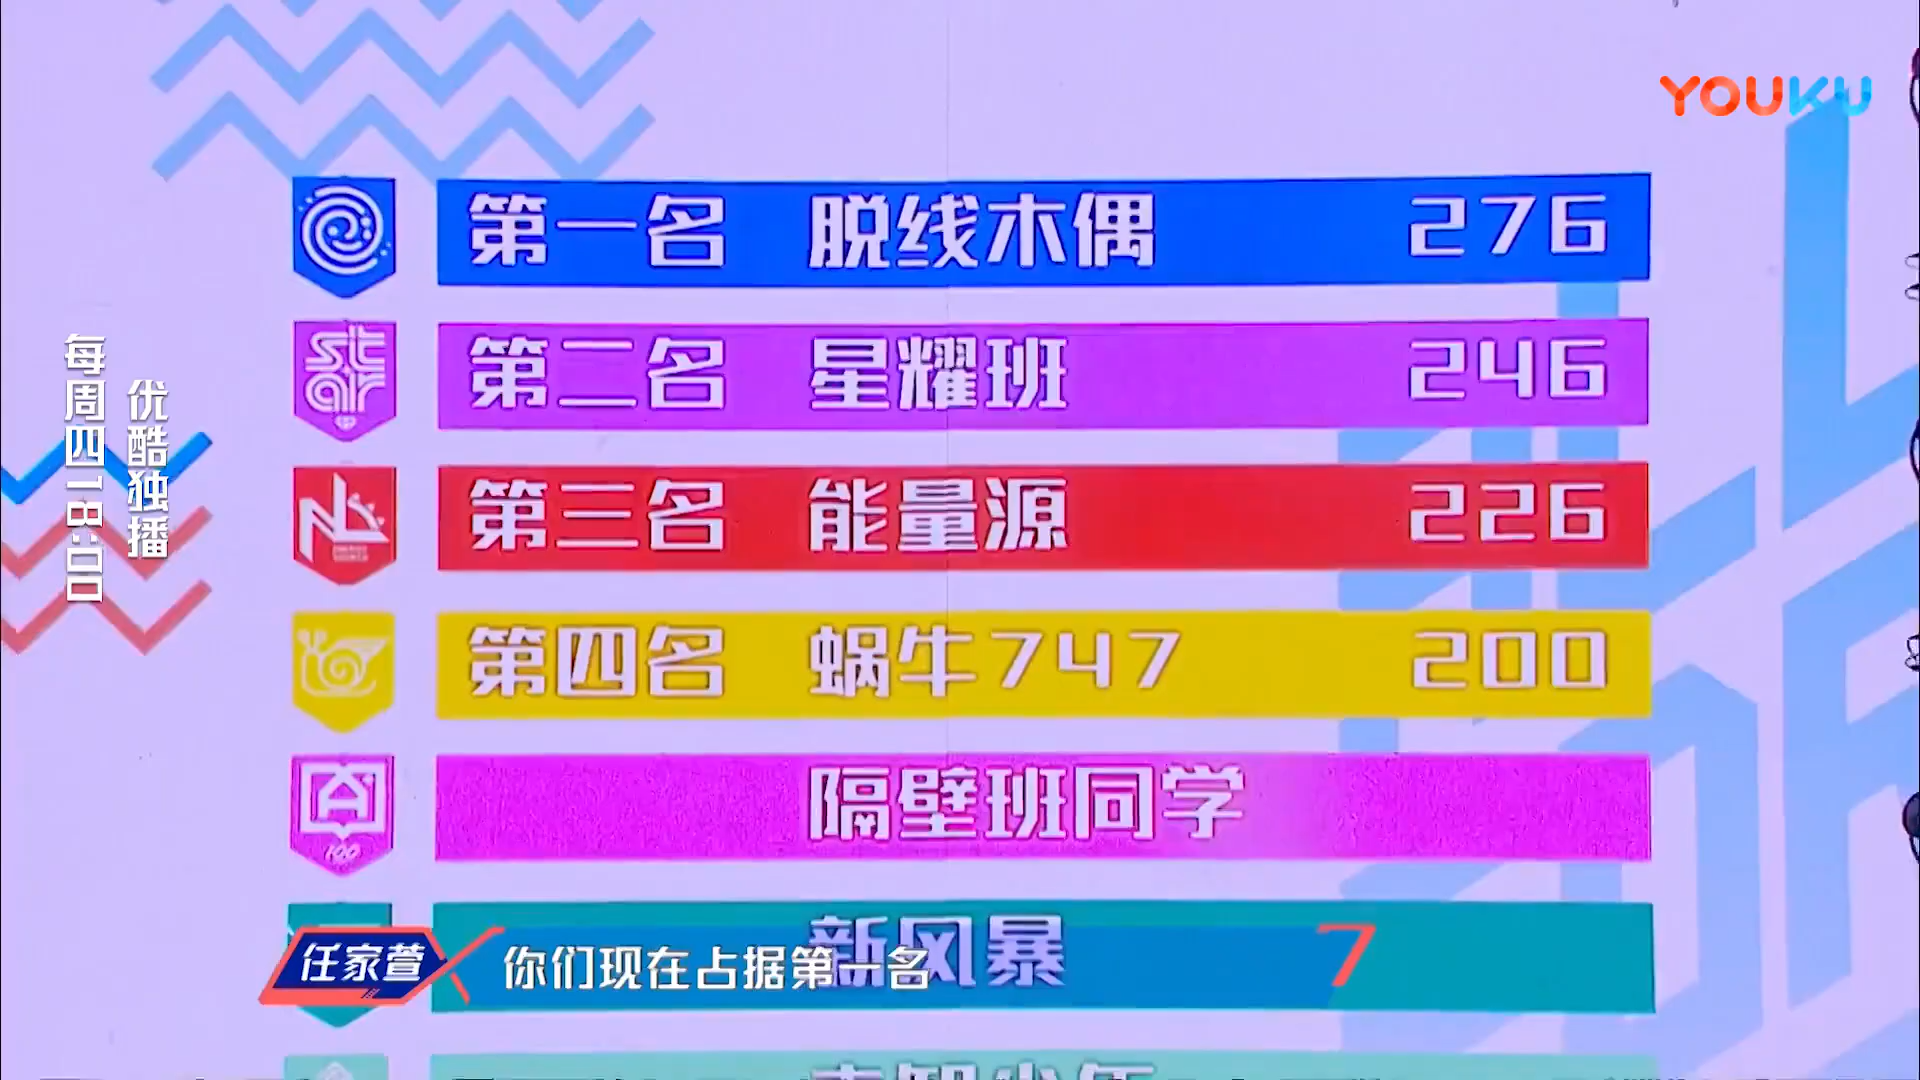 YOUKU
优酷独播
每周四18:00
第一名 脱线木偶 276
star
第二名 星耀班 246
第三名 能量源 226
第四名 蜗牛747 200
隔壁班同学
100
新风暴
任家萱 你们现在占据第一名